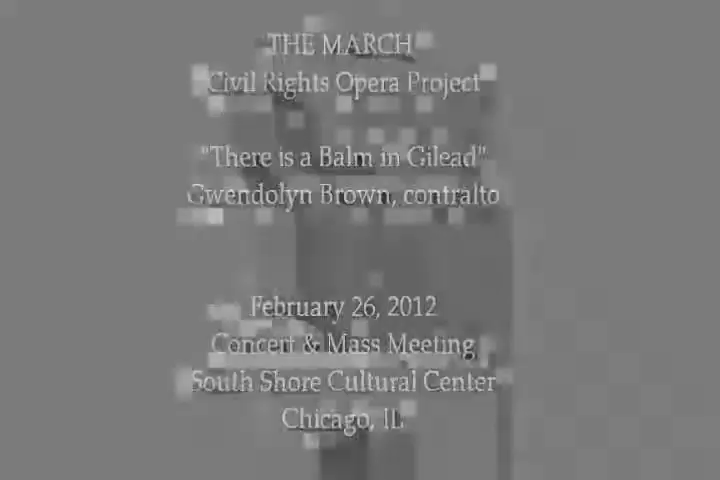 THE MARCH
"Civil Rights Opera Project"
"There is a Balm in Gilead"
Gwendolyn Brown, contralto
February 26, 2012
Concert & Mass Meeting
South Shore Cultural Center
Chicago, IL